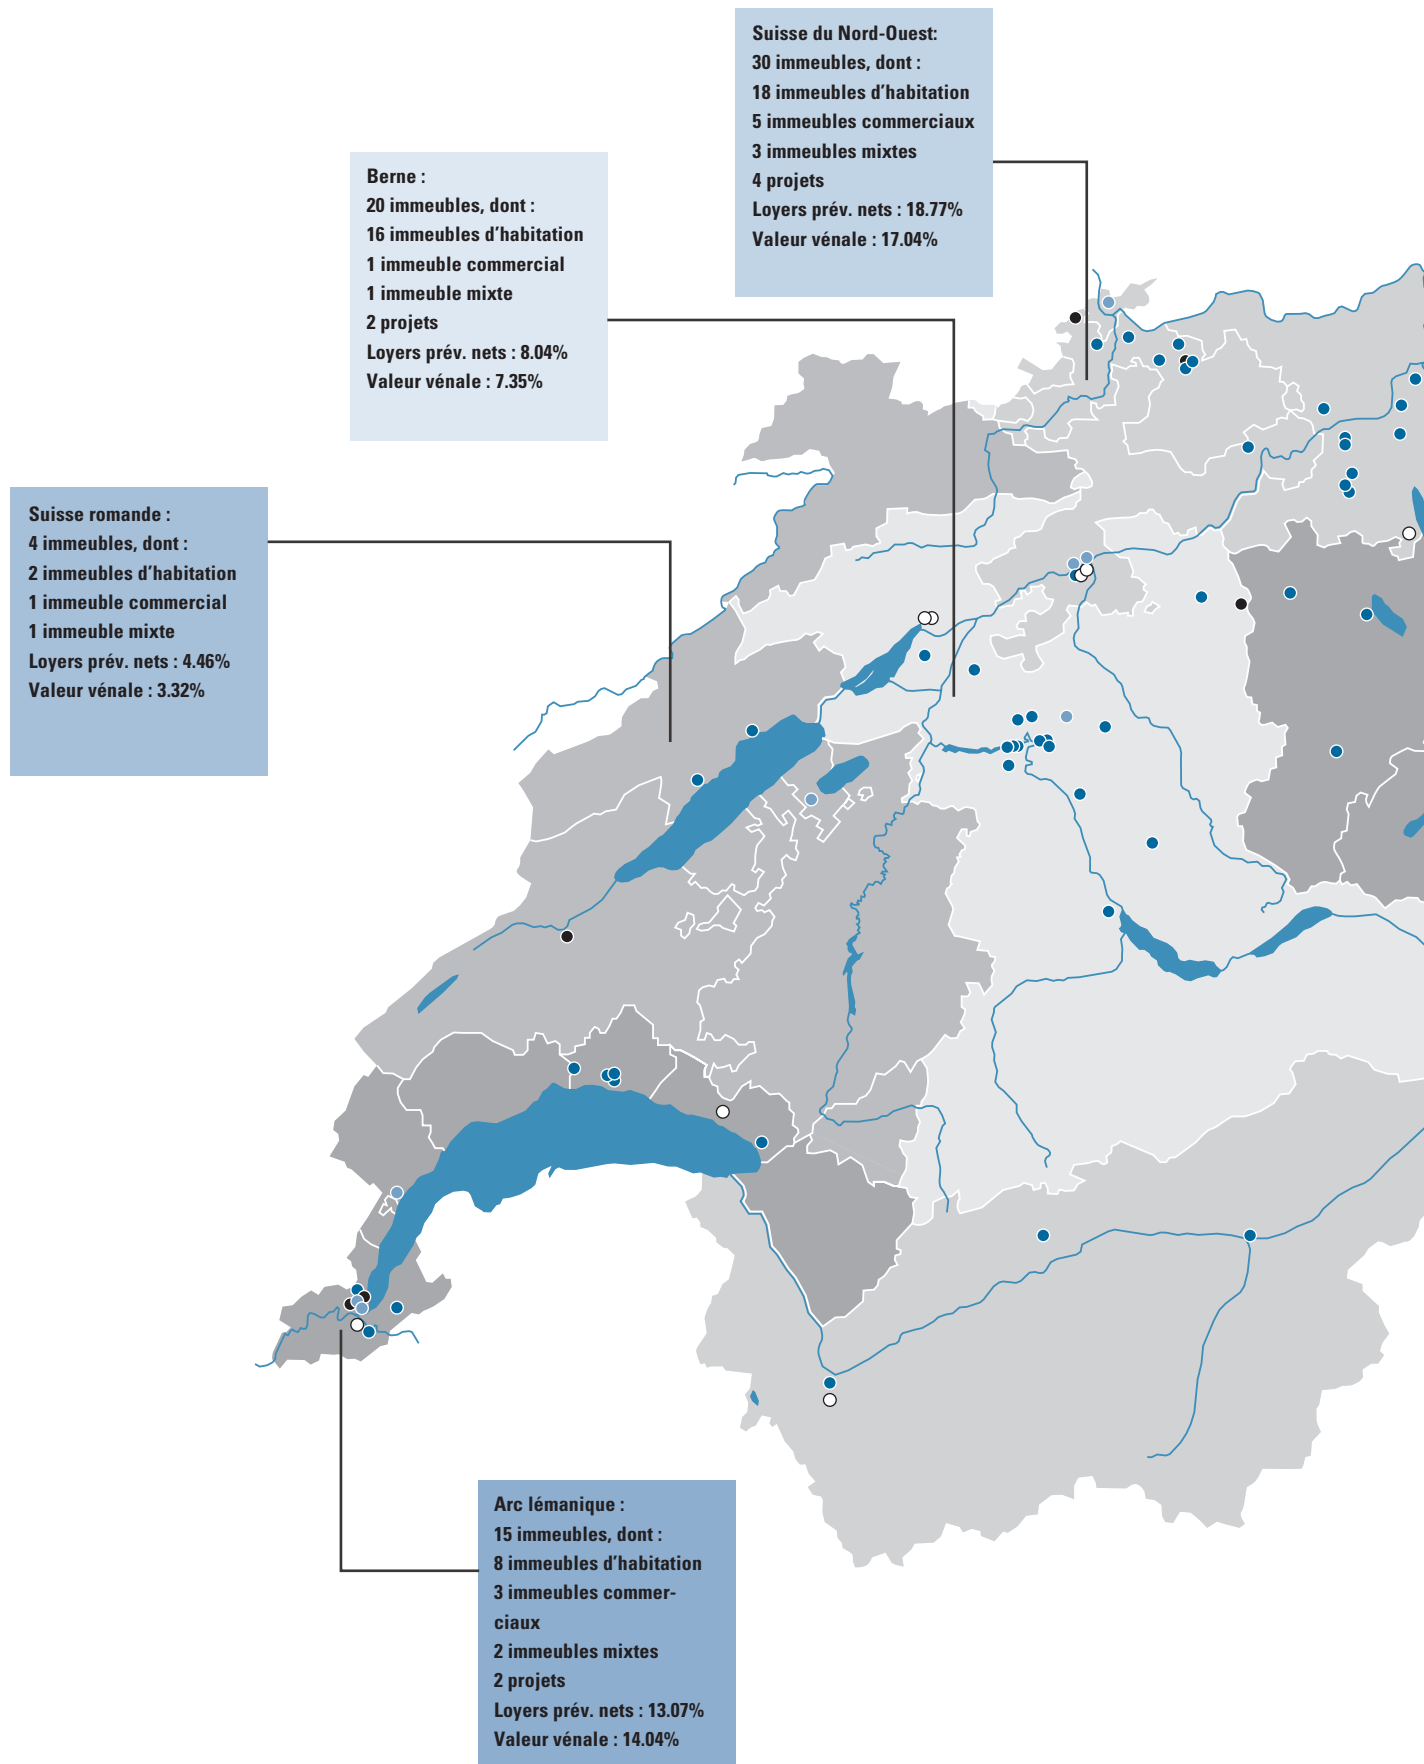 Suisse du Nord-Ouest:
30 immeubles, dont :
18 immeubles d'habitation
5 immeubles commerciaux
3 immeubles mixtes
4 projets
Loyers prév. nets : 18.77%
Valeur vénale : 17.04%
Berne :
20 immeubles, dont :
16 immeubles d'habitation
1 immeuble commercial
1 immeuble mixte
2 projets
Loyers prév. nets : 8.04%
Valeur vénale : 7.35%
Suisse romande :
4 immeubles, dont :
2 immeubles d'habitation
1 immeuble commercial
1 immeuble mixte
Loyers prév. nets : 4.46%
Valeur vénale : 3.32%
Arc lémanique :
15 immeubles, dont :
8 immeubles d'habitation
3 immeubles commer-
ciaux
2 immeubles mixtes
2 projets
Loyers prév. nets : 13.07%
Valeur vénale : 14.04%